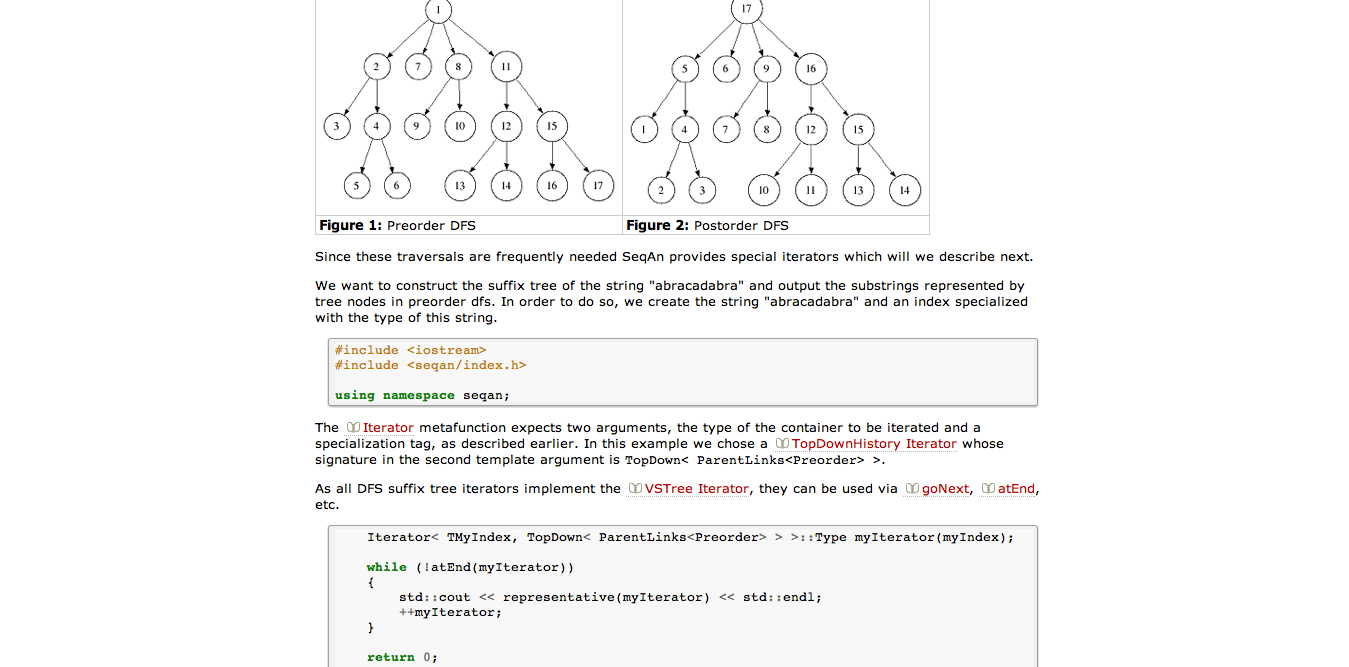 1
2 7 8 11
3 4 9 10 12 15
5 6 13 14 16 17
17
5 6 9 16
1 4 7 8 12 15
2 3 10 11 13 14
Figure 1: Preorder DFS
Figure 2: Postorder DFS
Since these traversals are frequently needed SeqAn provides special iterators which will we describe next.
We want to construct the suffix tree of the string "abracadabra" and output the substrings represented by
tree nodes in preorder dfs. In order to do so, we create the string "abracadabra" and an index specialized
with the type of this string.
#include <iostream>
#include <seqan/index.h>
using namespace seqan;
The Iterator metafunction expects two arguments, the type of the container to be iterated and a
specialization tag, as described earlier. In this example we chose a TopDownHistory Iterator whose
signature in the second template argument is TopDown< ParentLinks<Preorder> >.
As all DFS suffix tree iterators implement the VSTree Iterator, they can be used via goNext, atEnd,
etc.
Iterator< TMyIndex, TopDown< ParentLinks<Preorder> > >::Type myIterator(myIndex);
while (!atEnd(myIterator))
{
std::cout << representative(myIterator) << std::endl;
++myIterator;
}
return 0;